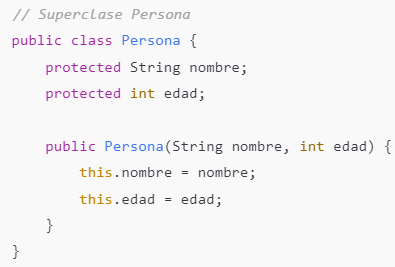 // Superclase Persona
public class Persona {
    protected String nombre;
    protected int edad;

    public Persona(String nombre, int edad) {
        this.nombre = nombre;
        this.edad = edad;
    }
}